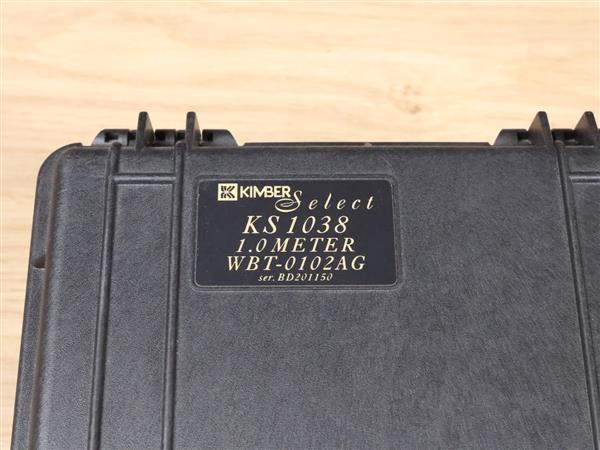 KIMBER Select
KS 1038
1.0 METER
WBT-0102AG
ser. BD201150